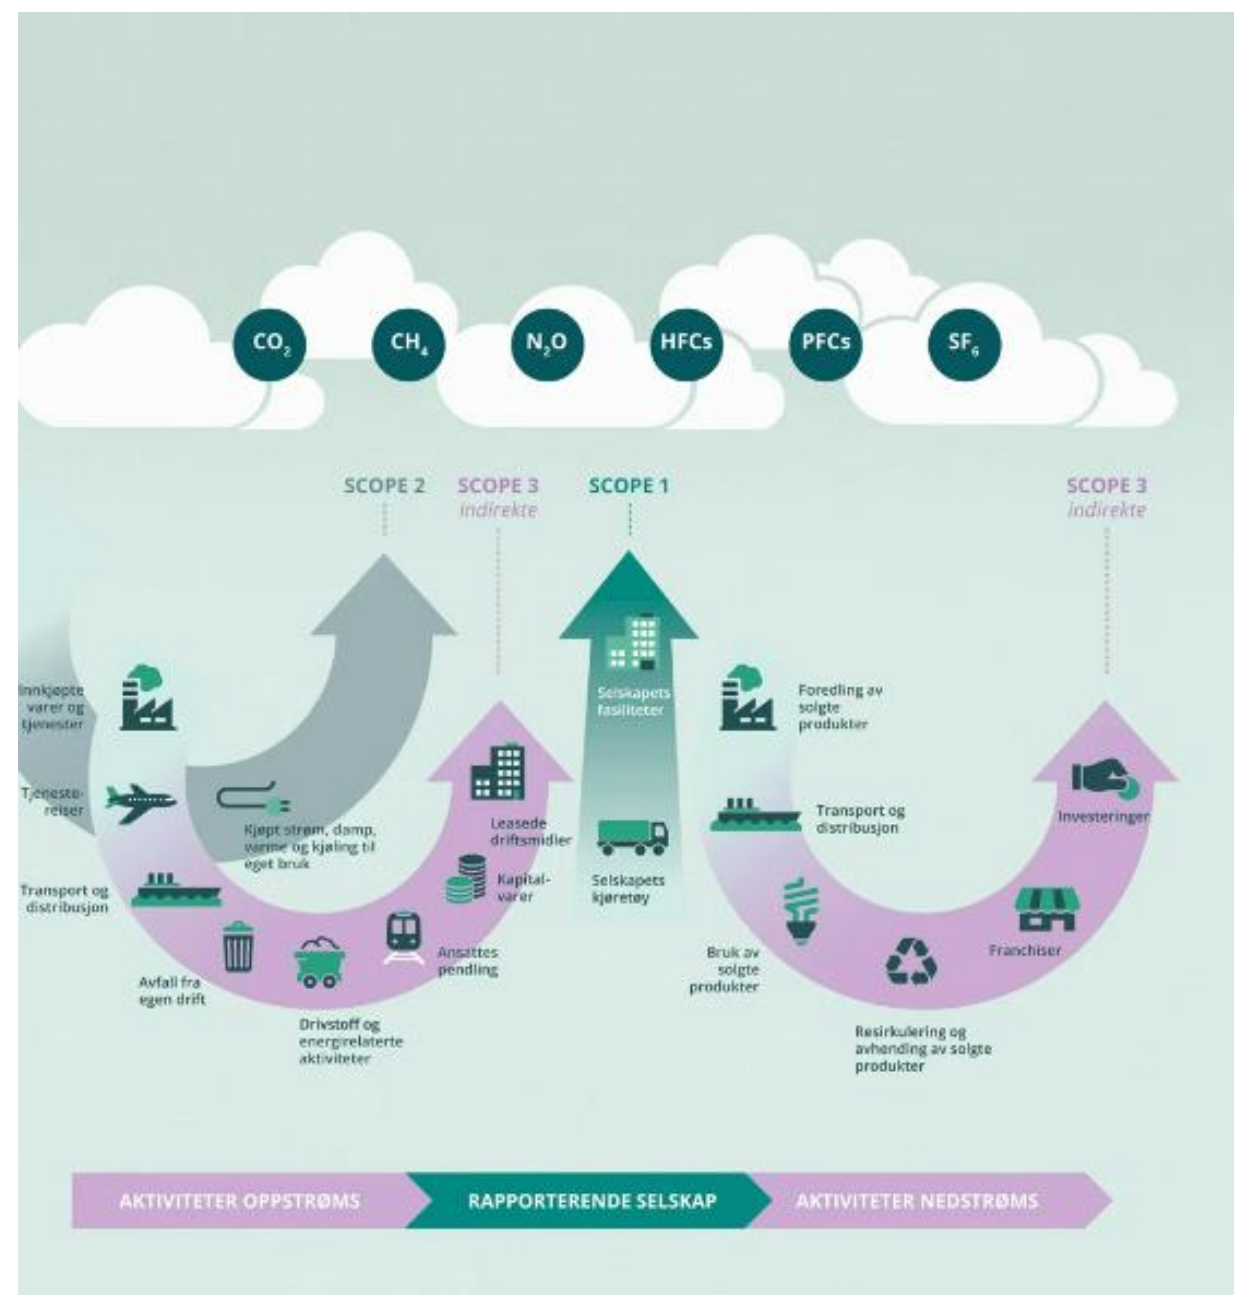 CO₂
CH₄
N₂O
HFCs
PFCs
SF₆
SCOPE 2
SCOPE 3
indirekte
SCOPE 1
SCOPE 3
indirekte
Innkjøpte
varer og
tjenester
Tjeneste-
reiser
Transport og
distribusjon
Avfall fra
egen drift
Drivstoff og
energirelaterte
aktiviteter
Kjøpt strøm, damp,
varme og kjøling til
eget bruk
Ansattes
pendling
Kapital-
varer
Leasede
driftsmidler
Selskapets
fasiliteter
Selskapets
kjøretøy
Foredling av
solgte
produkter
Transport og
distribusjon
Bruk av
solgte
produkter
Resirkulering og
avhending av solgte
produkter
Franchiser
Investeringer
AKTIVITETER OPPSTRØMS
RAPPORTERENDE SELSKAP
AKTIVITETER NEDSTRØMS